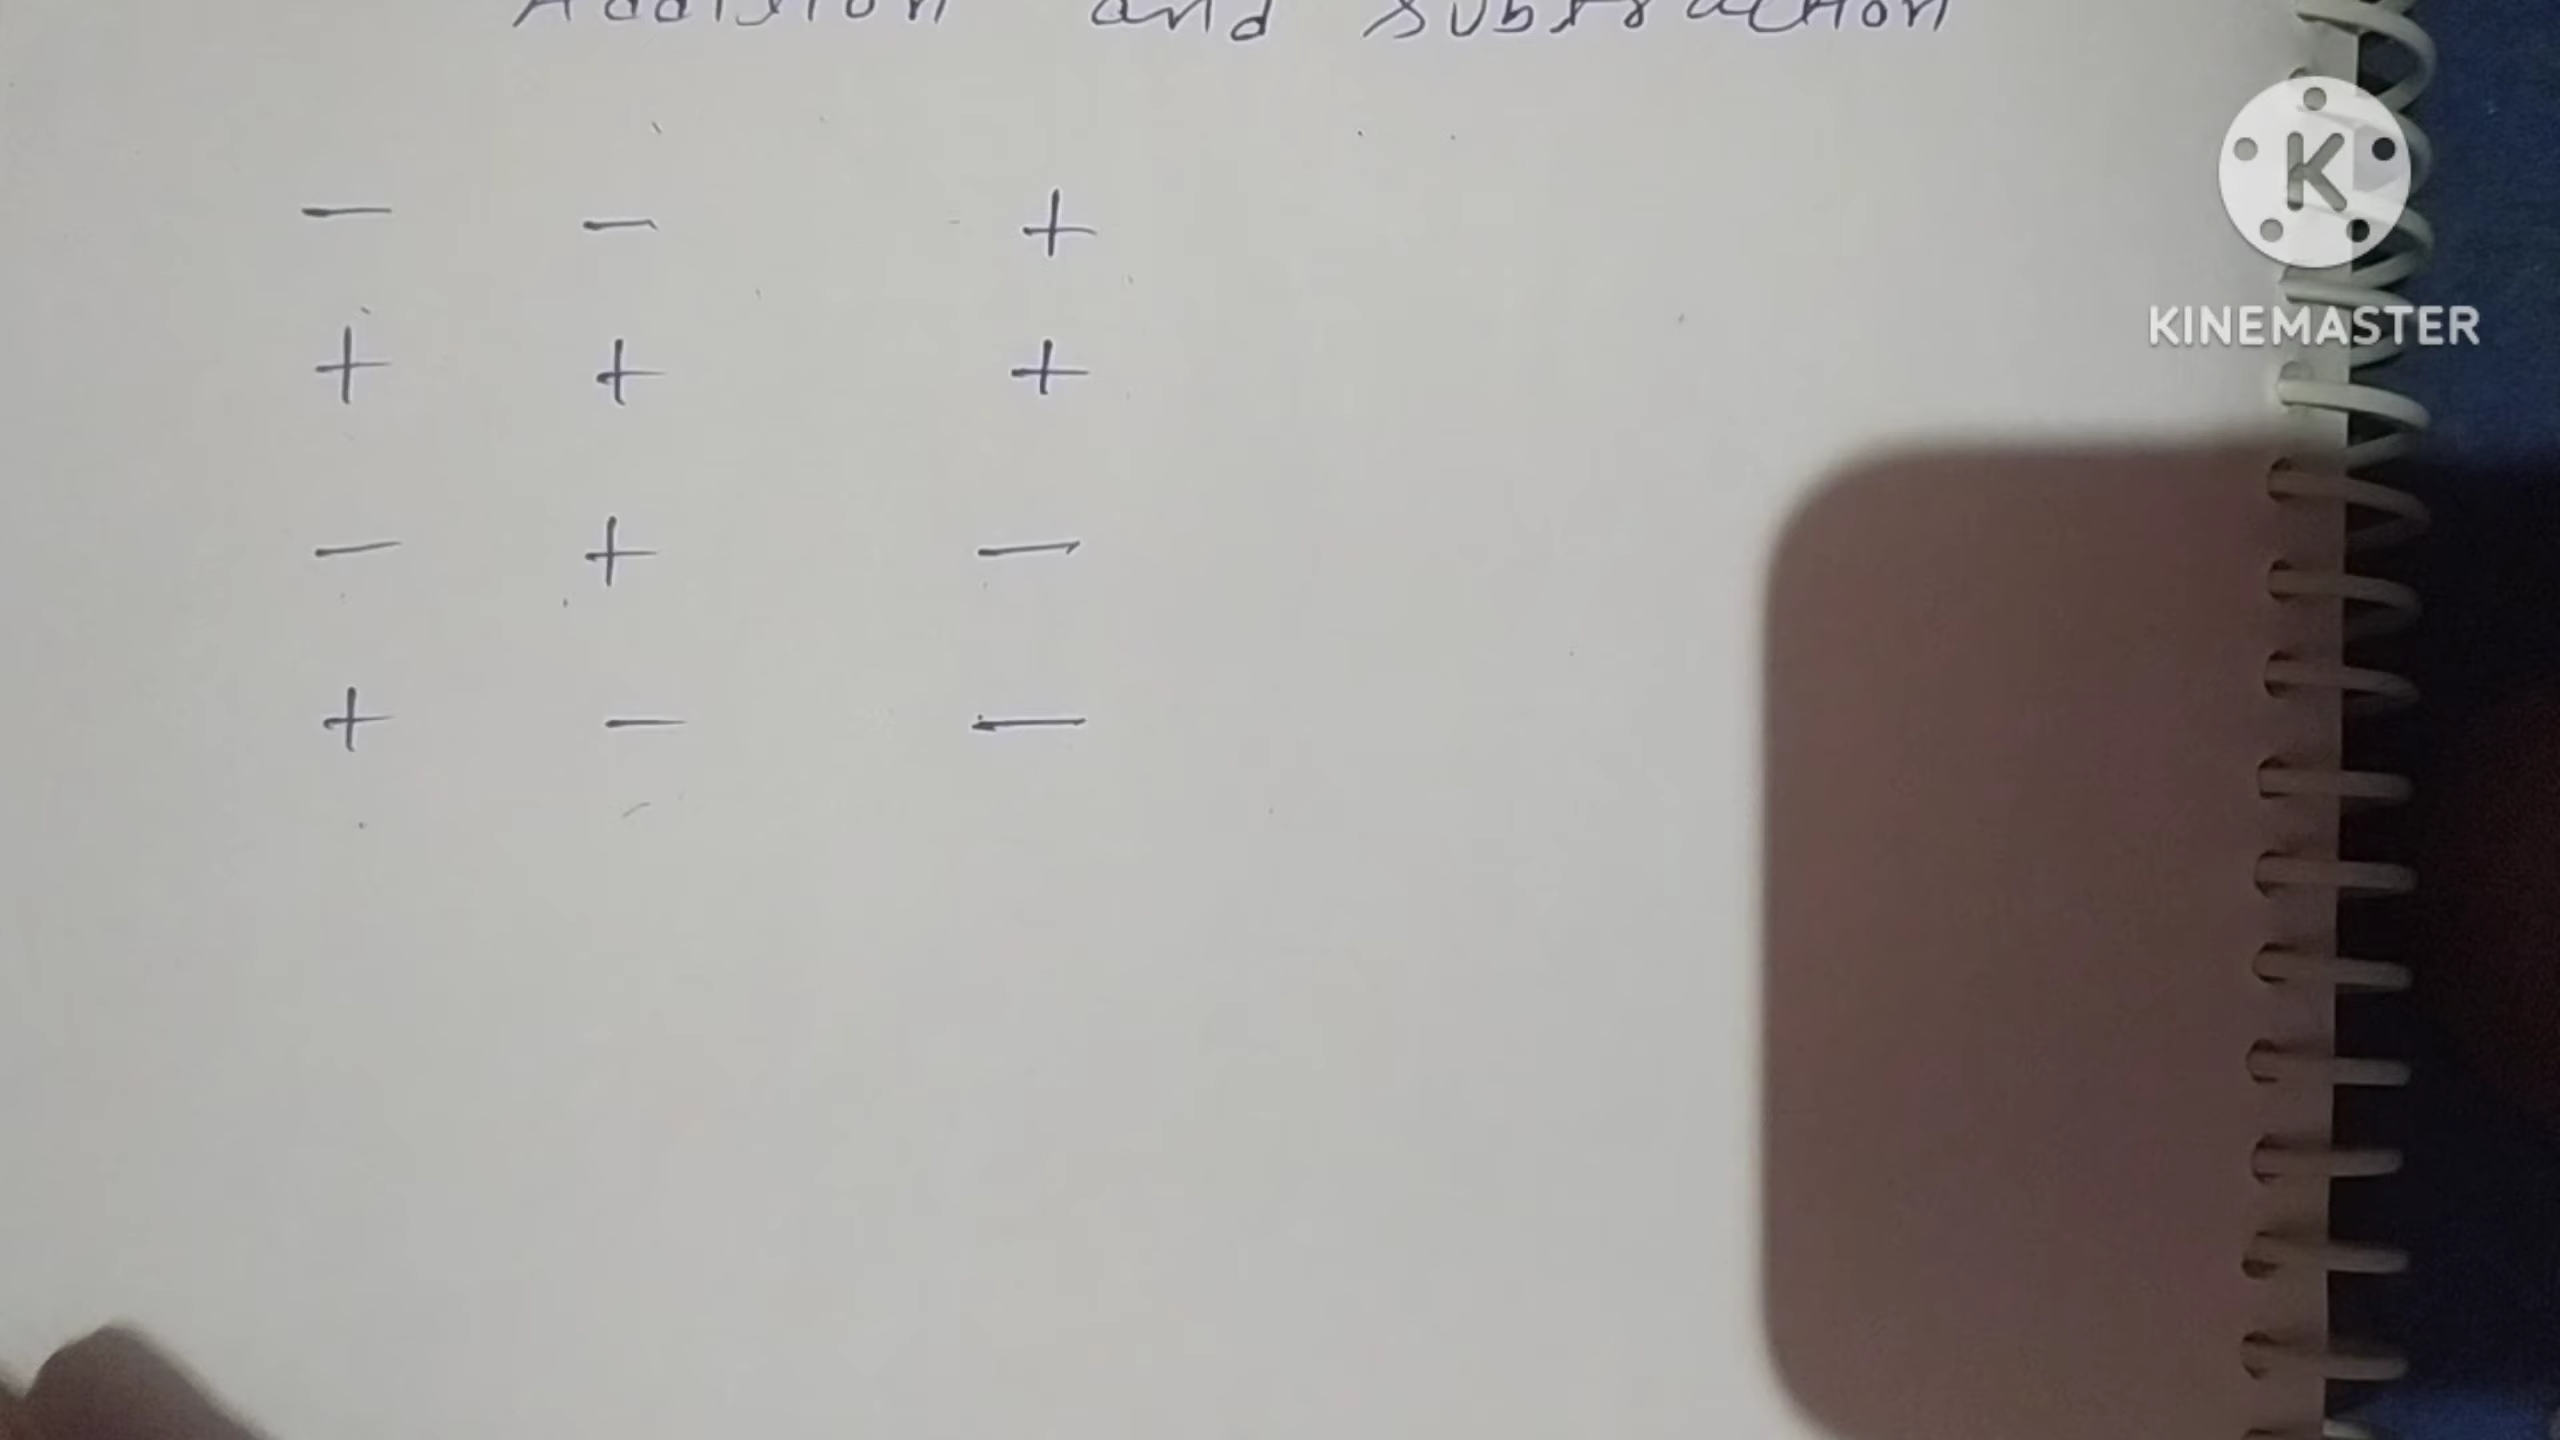 Addition and subtraction
- - +
+ + +
- + -
+ - -
K
KINEMASTER